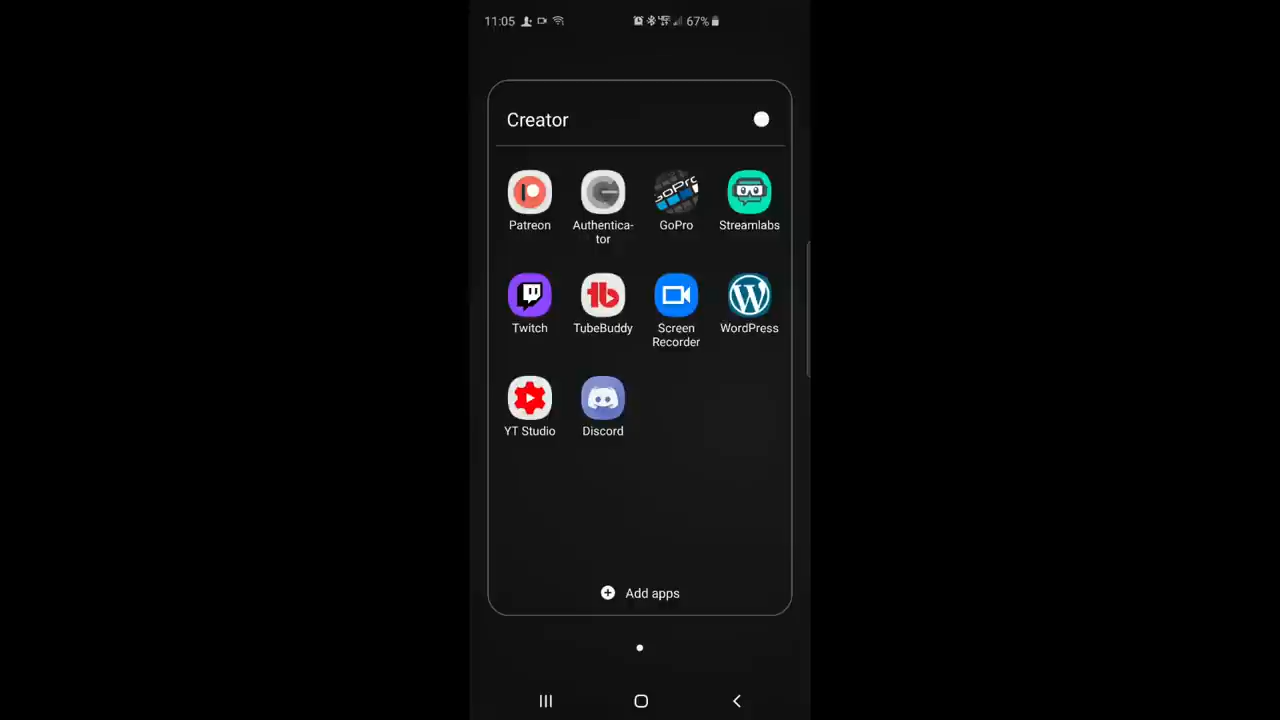 11:05 67%
Creator
GoPro
Patreon Authentica- GoPro Streamlabs
tor
Twitch TubeBuddy Screen WordPress
Recorder
YT Studio Discord
Add apps